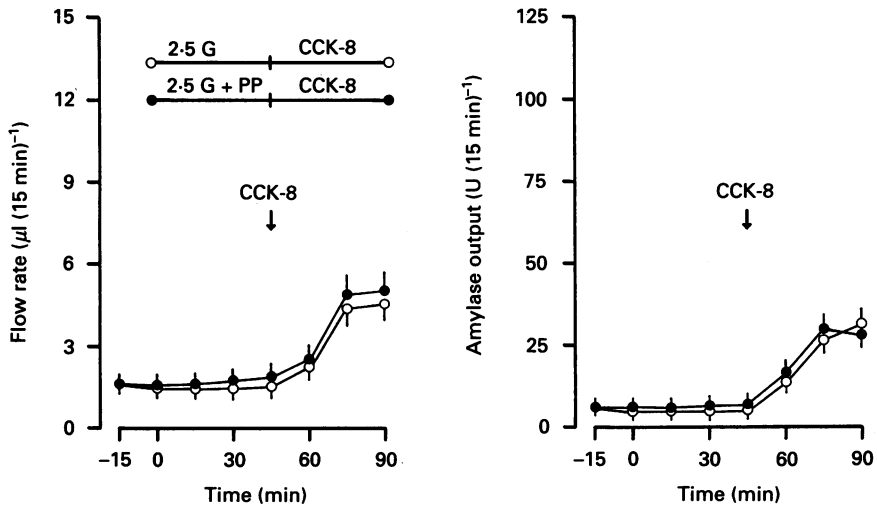 15
12
9
6
3
0
Flow rate (μl (15 min)⁻¹)
2·5 G CCK-8
2·5 G + PP CCK-8
CCK-8
−15 0 30 60 90
Time (min)
125
100
75
50
25
0
Amylase output (U (15 min)⁻¹)
CCK-8
−15 0 30 60 90
Time (min)